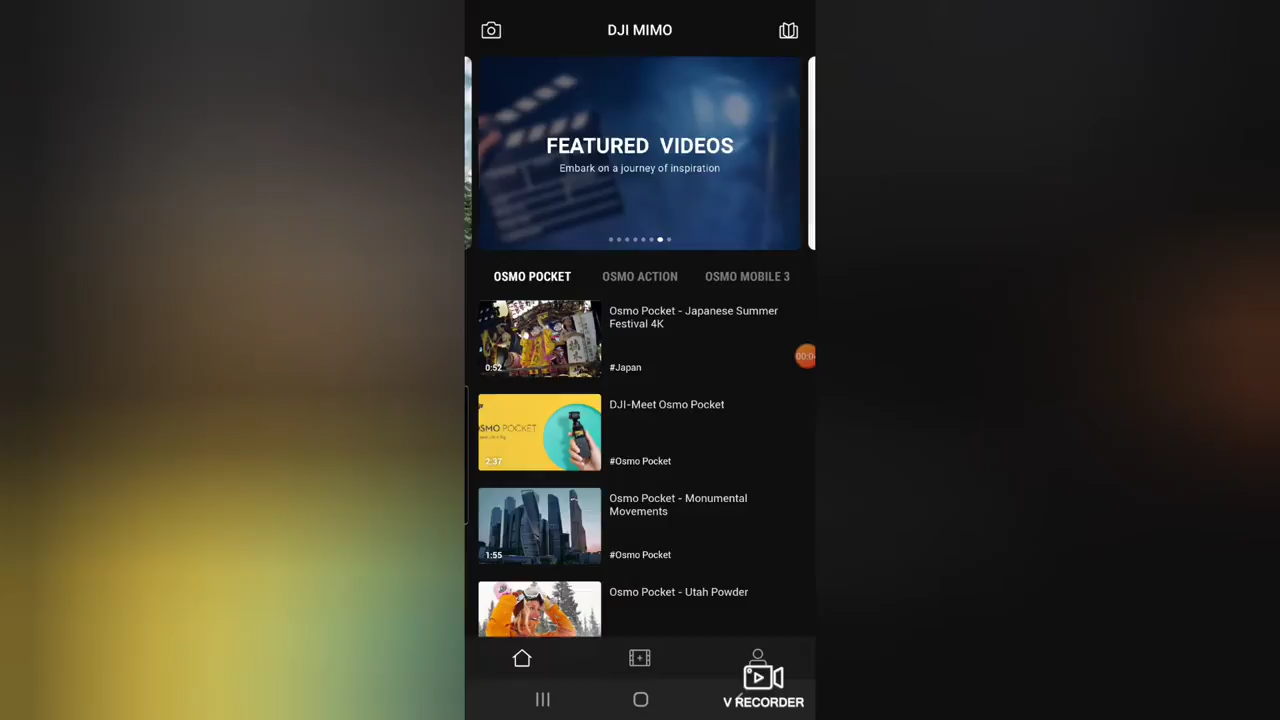 DJI MIMO
FEATURED VIDEOS
Embark on a journey of inspiration
OSMO POCKET OSMO ACTION OSMO MOBILE 3
Osmo Pocket - Japanese Summer
Festival 4K
0:52
#Japan
DJI-Meet Osmo Pocket
OSMO POCKET
2:37
#Osmo Pocket
Osmo Pocket - Monumental
Movements
1:55
#Osmo Pocket
Osmo Pocket - Utah Powder
V RECORDER